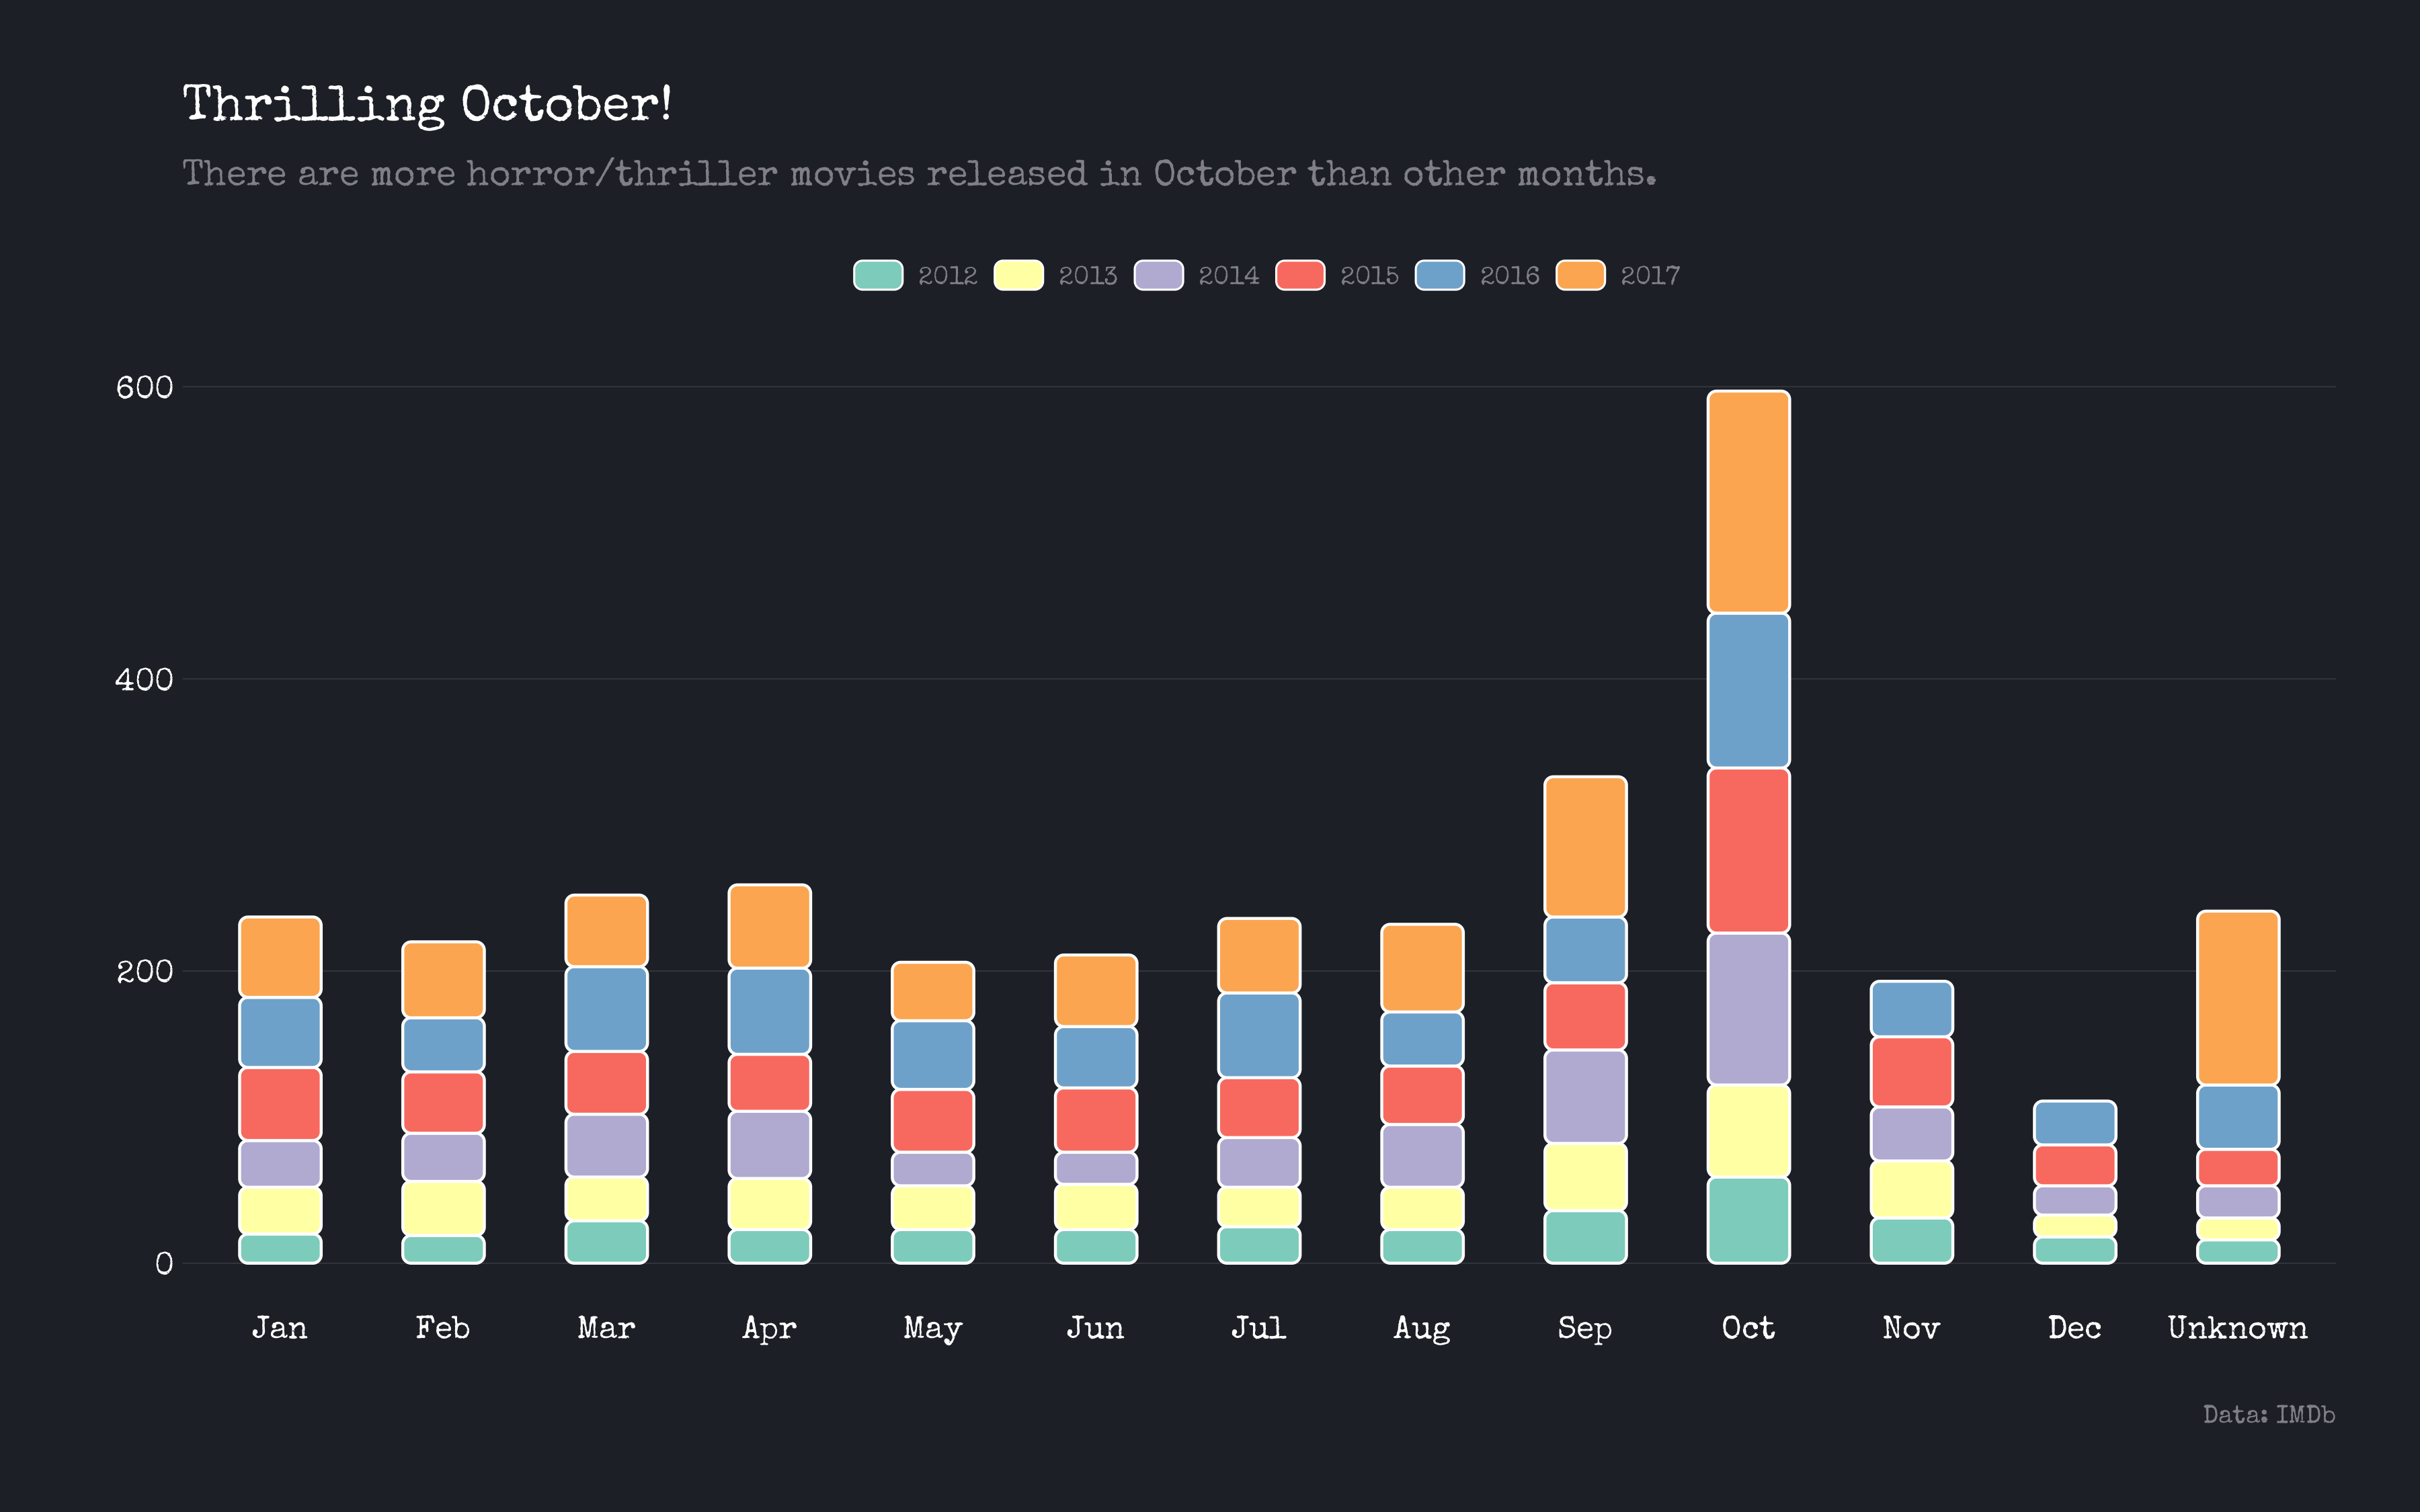 Thrilling October!
There are more horror/thriller movies released in October than other months.
2012 2013 2014 2015 2016 2017
600
400
200
0
Jan Feb Mar Apr May Jun Jul Aug Sep Oct Nov Dec Unknown
Data: IMDb